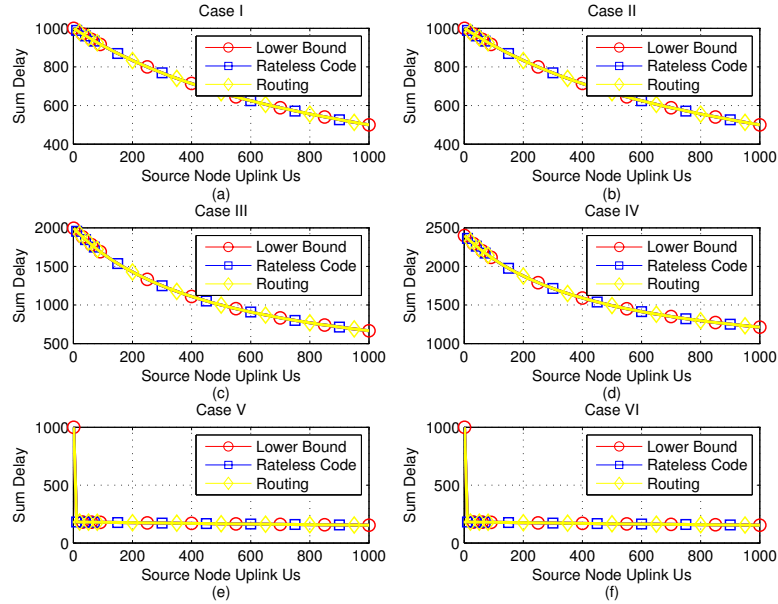 Case I
Sum Delay
1000
800
600
400
Lower Bound
Rateless Code
Routing
0 200 400 600 800 1000
Source Node Uplink Us
(a)
Case II
Sum Delay
1000
800
600
400
Lower Bound
Rateless Code
Routing
0 200 400 600 800 1000
Source Node Uplink Us
(b)
Case III
Sum Delay
2000
1500
1000
500
Lower Bound
Rateless Code
Routing
0 200 400 600 800 1000
Source Node Uplink Us
(c)
Case IV
Sum Delay
2500
2000
1500
1000
Lower Bound
Rateless Code
Routing
0 200 400 600 800 1000
Source Node Uplink Us
(d)
Case V
Sum Delay
1000
500
0
Lower Bound
Rateless Code
Routing
0 200 400 600 800 1000
Source Node Uplink Us
(e)
Case VI
Sum Delay
1000
500
0
Lower Bound
Rateless Code
Routing
0 200 400 600 800 1000
Source Node Uplink Us
(f)